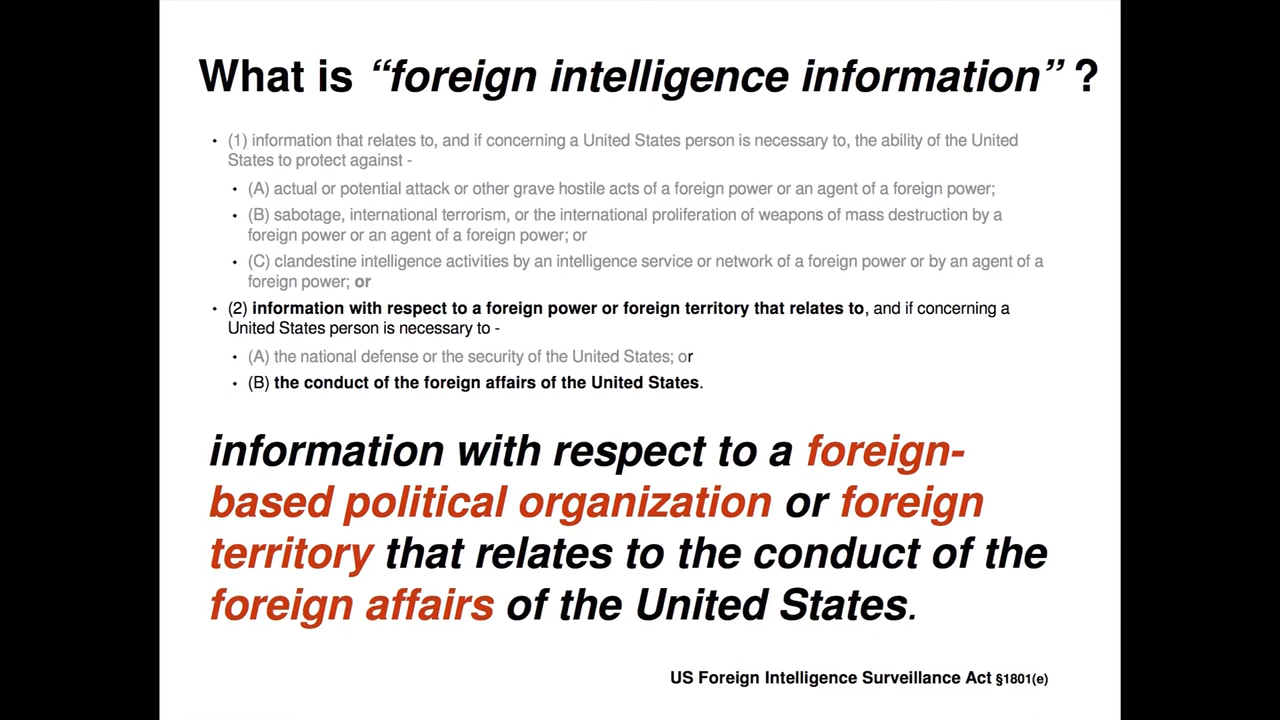 What is “foreign intelligence information” ?
• (1) information that relates to, and if concerning a United States person is necessary to, the ability of the United
States to protect against -
• (A) actual or potential attack or other grave hostile acts of a foreign power or an agent of a foreign power;
• (B) sabotage, international terrorism, or the international proliferation of weapons of mass destruction by a
foreign power or an agent of a foreign power; or
• (C) clandestine intelligence activities by an intelligence service or network of a foreign power or by an agent of a
foreign power; or
• (2) information with respect to a foreign power or foreign territory that relates to, and if concerning a
United States person is necessary to -
• (A) the national defense or the security of the United States; or
• (B) the conduct of the foreign affairs of the United States.
information with respect to a foreign-
based political organization or foreign
territory that relates to the conduct of the
foreign affairs of the United States.
US Foreign Intelligence Surveillance Act §1801(e)